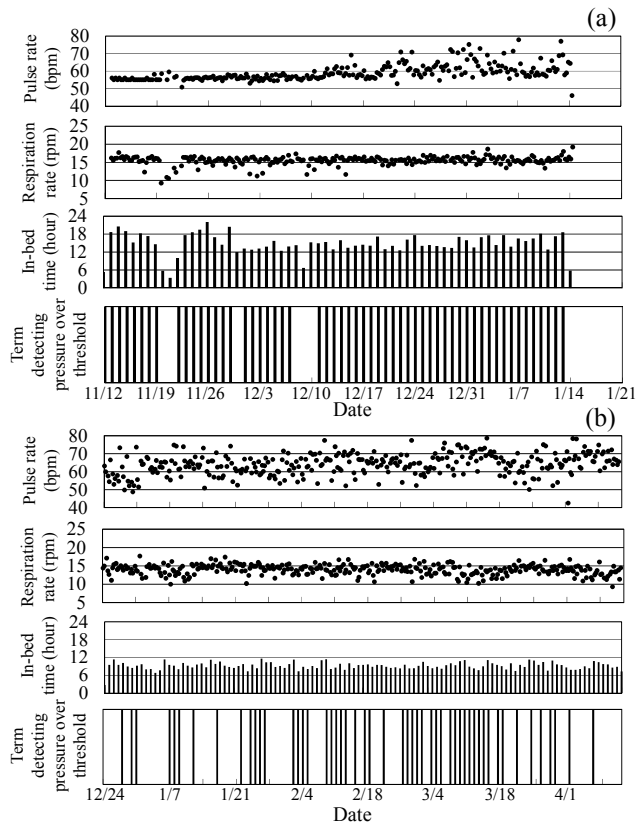 (a)
Pulse rate
(bpm)
80
70
60
50
40
Respiration
rate (rpm)
25
20
15
10
5
In-bed
time (hour)
24
18
12
6
0
Term
detecting
pressure over
threshold
11/12 11/19 11/26 12/3 12/10 12/17 12/24 12/31 1/7 1/14 1/21
Date
(b)
Pulse rate
(bpm)
80
70
60
50
40
Respiration
rate (rpm)
25
20
15
10
5
In-bed
time (hour)
24
18
12
6
0
Term
detecting
pressure over
threshold
12/24 1/7 1/21 2/4 2/18 3/4 3/18 4/1
Date